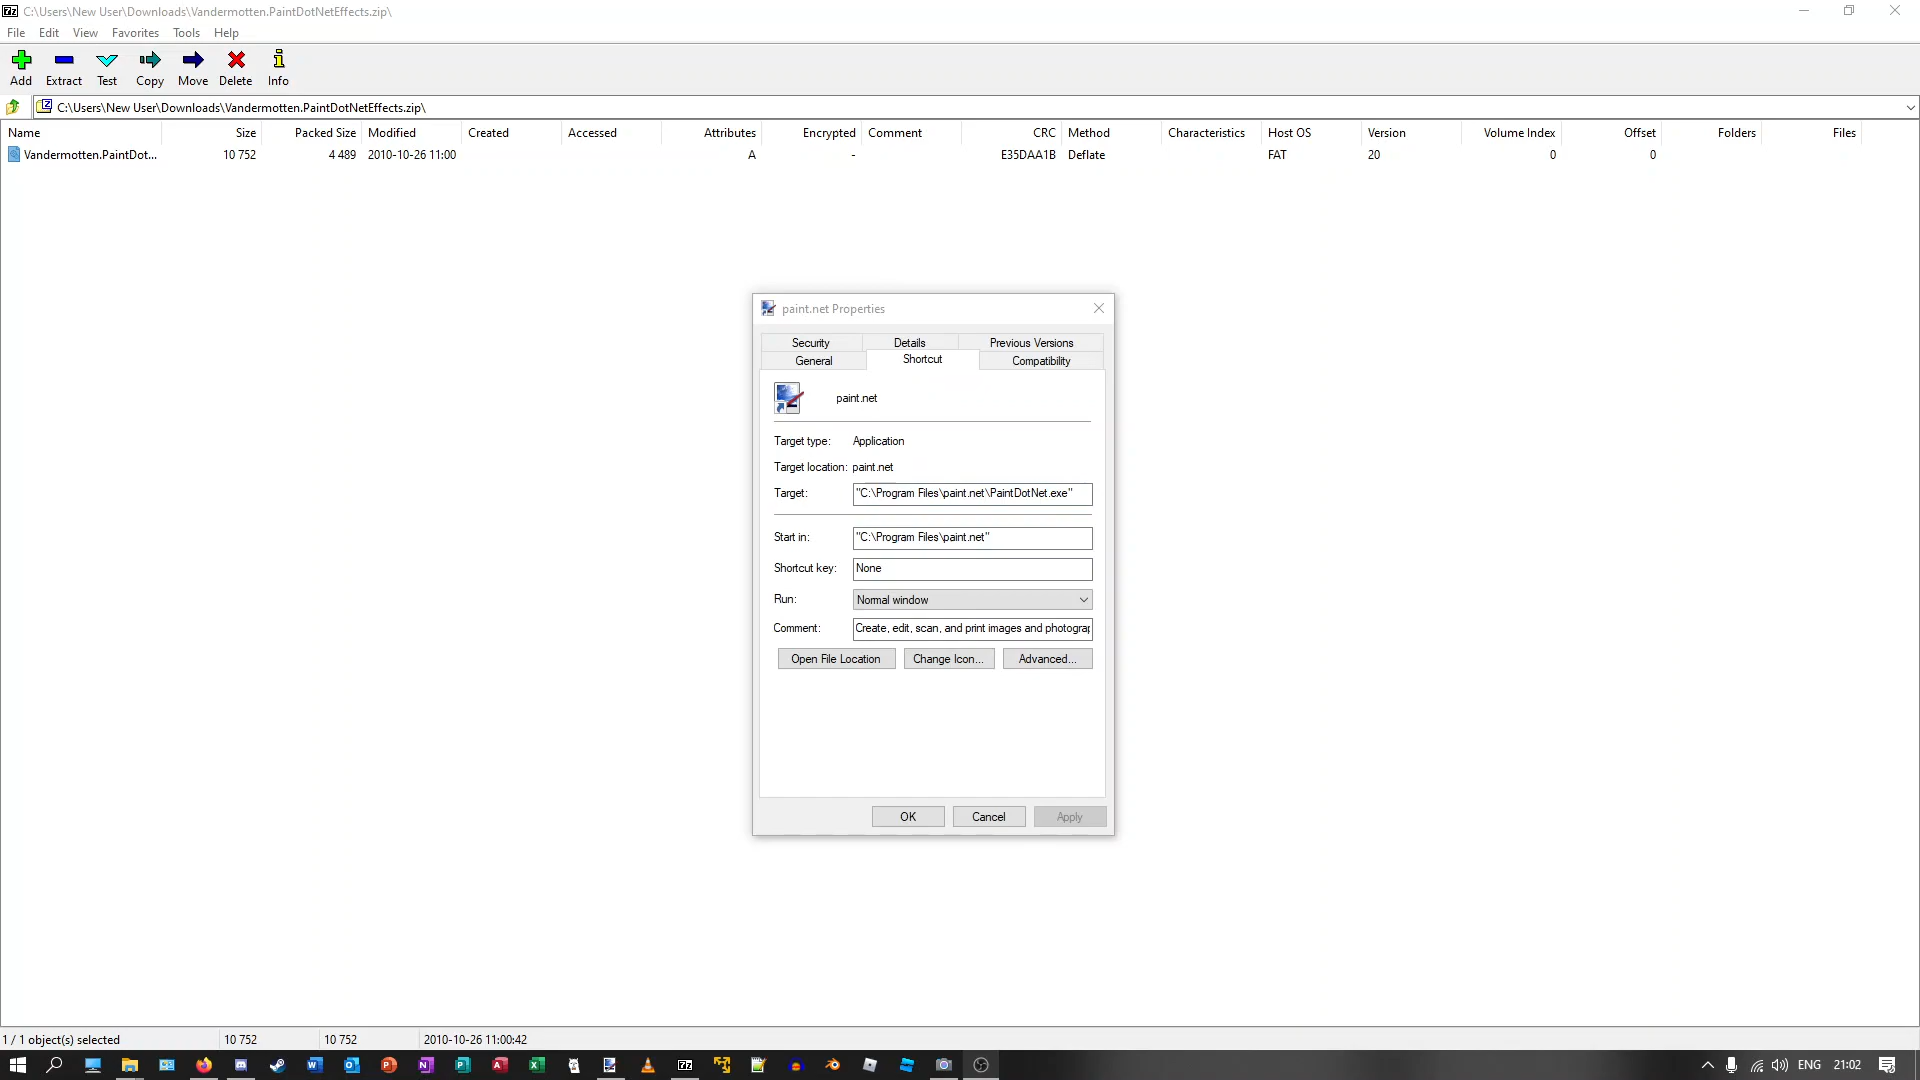 C:\Users\New User\Downloads\Vandermotten.PaintDotNetEffects.zip\
File Edit View Favorites Tools Help
Add Extract Test Copy Move Delete Info
C:\Users\New User\Downloads\Vandermotten.PaintDotNetEffects.zip\
Name Size Packed Size Modified Created Accessed Attributes Encrypted Comment CRC Method Characteristics Host OS Version Volume Index Offset Folders Files
Vandermotten.PaintDot... 10 752 4 489 2010-10-26 11:00 A - E35DAA1B Deflate FAT 20 0 0
paint.net Properties
Security Details Previous Versions
General Shortcut Compatibility
paint.net
Target type: Application
Target location: paint.net
Target: "C:\Program Files\paint.net\PaintDotNet.exe"
Start in: "C:\Program Files\paint.net"
Shortcut key: None
Run: Normal window
Comment: Create, edit, scan, and print images and photograp
Open File Location Change Icon... Advanced...
OK Cancel Apply
1 / 1 object(s) selected 10 752 10 752 2010-10-26 11:00:42
ENG 21:02